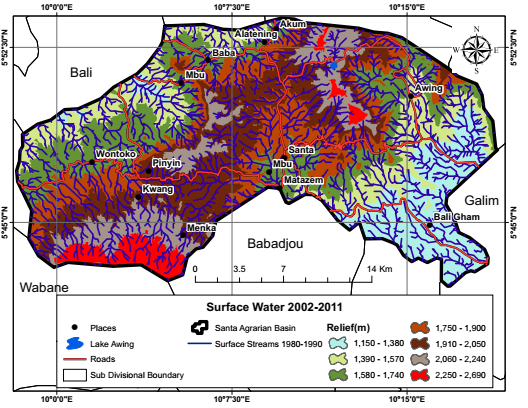 10°0'0"E 10°7'30"E 10°15'0"E
5°52'30"N 5°52'30"N
5°45'0"N 5°45'0"N
N
W E
S
Akum
Alatening
Baba
Bali
Mbu
Awing
Wontoko
Pinyin
Santa
Mbu
Kwang
Matazem
Galim
Bali Gham
Menka
Babadjou
Wabane
0 3.5 7 14 Km
Surface Water 2002-2011
Places
Lake Awing
Roads
Sub Divisional Boundary
Santa Agrarian Basin
Surface Streams 1980-1990
Relief(m)
1,150 - 1,380
1,390 - 1,570
1,580 - 1,740
1,750 - 1,900
1,910 - 2,050
2,060 - 2,240
2,250 - 2,690
10°0'0"E 10°7'30"E 10°15'0"E